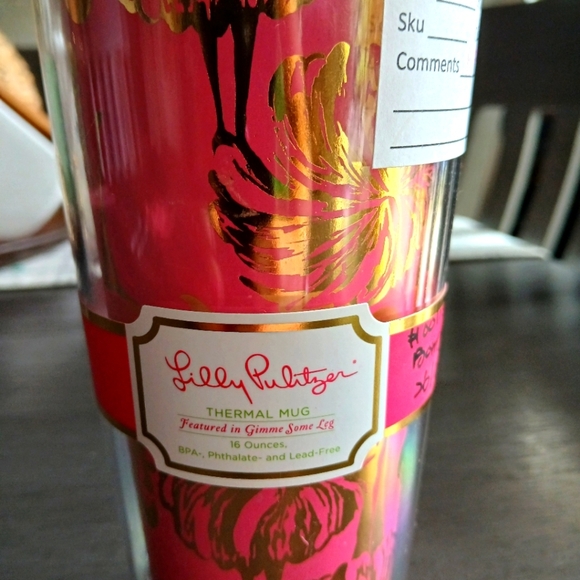 Sku
Comments
Lilly Pulitzer
THERMAL MUG
Featured in Gimme Some Leg
16 Ounces,
BPA-, Phthalate- and Lead-Free